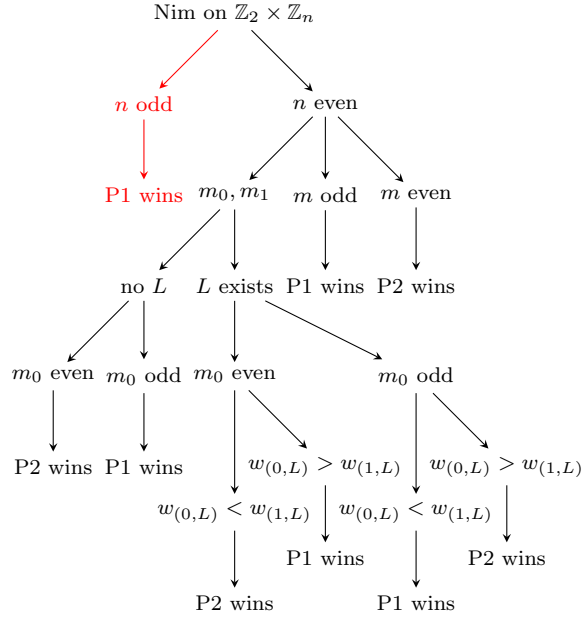 Nim on ℤ₂ × ℤₙ
n odd
n even
P1 wins
m₀, m₁
m odd
m even
no L
L exists
P1 wins
P2 wins
m₀ even
m₀ odd
m₀ even
m₀ odd
P2 wins
P1 wins
w₍₀,L₎ > w₍₁,L₎
w₍₀,L₎ > w₍₁,L₎
w₍₀,L₎ < w₍₁,L₎
w₍₀,L₎ < w₍₁,L₎
P1 wins
P2 wins
P2 wins
P1 wins